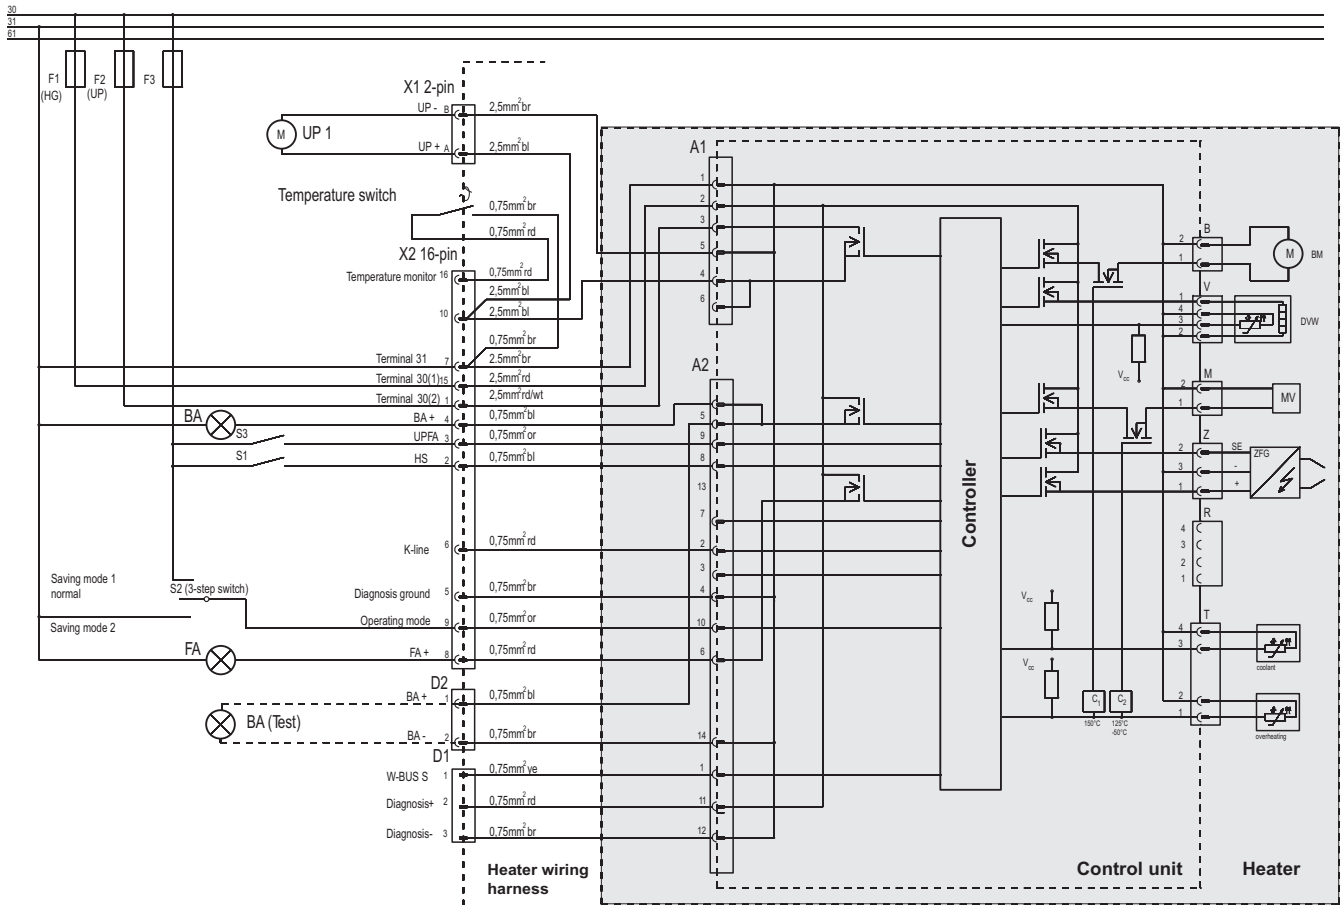 30
31
61
F1
(HG)
F2
(UP)
F3
X1 2-pin
UP - B 2,5mm² br
M UP 1
UP + A 2,5mm² bl
Temperature switch
0,75mm² br
0,75mm² rd
X2 16-pin
Temperature monitor 16 0,75mm² rd
2,5mm² bl
10 2,5mm² bl
0,75mm² br
Terminal 31 7 2.5mm² br
Terminal 30(1) 15 2,5mm² rd
Terminal 30(2) 1 2,5mm² rd/wt
BA BA + 4 0,75mm² bl
S3 UPFA 3 0,75mm² or
S1 HS 2 0,75mm² bl
K-line 6 0,75mm² rd
Saving mode 1
normal
S2 (3-step switch)
Diagnosis ground 5 0,75mm² br
Saving mode 2
Operating mode 9 0,75mm² or
FA FA + 8 0,75mm² rd
D2
BA + 1 0,75mm² bl
BA (Test)
BA - 2 0,75mm² br
D1
W-BUS S 1 0,75mm² ye
Diagnosis+ 2 0,75mm² rd
Diagnosis- 3 0,75mm² br
Heater wiring
harness
A1
1
2
3
5
4
6
A2
5
9
8
13
7
2
3
4
10
6
14
1
11
12
Controller
Vcc
Vcc
Vcc
C1
150°C
C2
125°C
-50°C
B
2
1
M
BM
V
1
4
3
2
DVW
M
2
1
MV
Z
2 SE
3 -
1 +
ZFG
R
4
3
2
1
T
4
3
coolant
2
1
overheating
Control unit
Heater